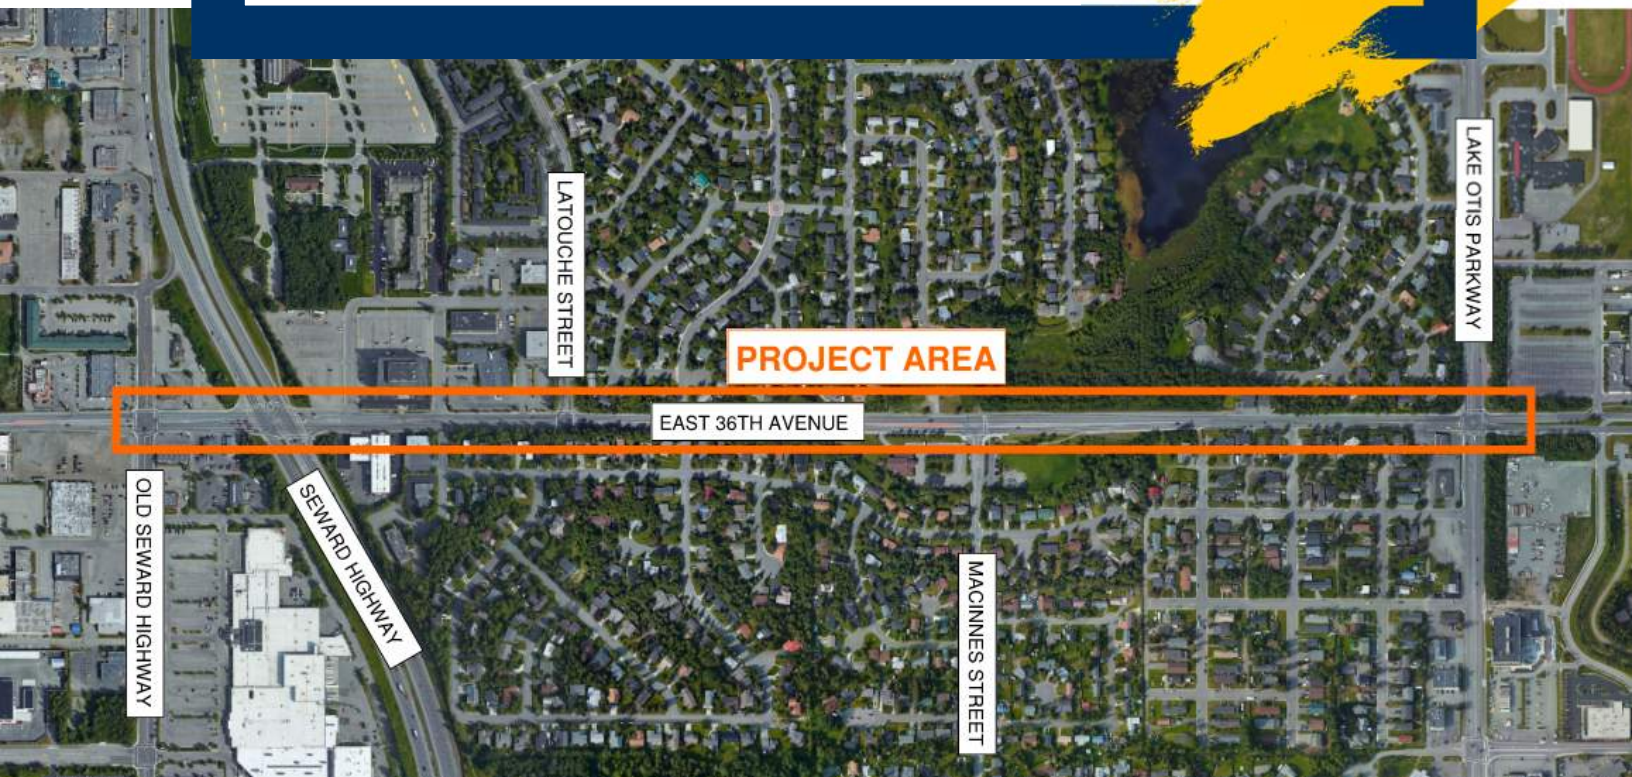 LATOUCHE STREET
LAKE OTIS PARKWAY
PROJECT AREA
EAST 36TH AVENUE
OLD SEWARD HIGHWAY
SEWARD HIGHWAY
MACINNES STREET